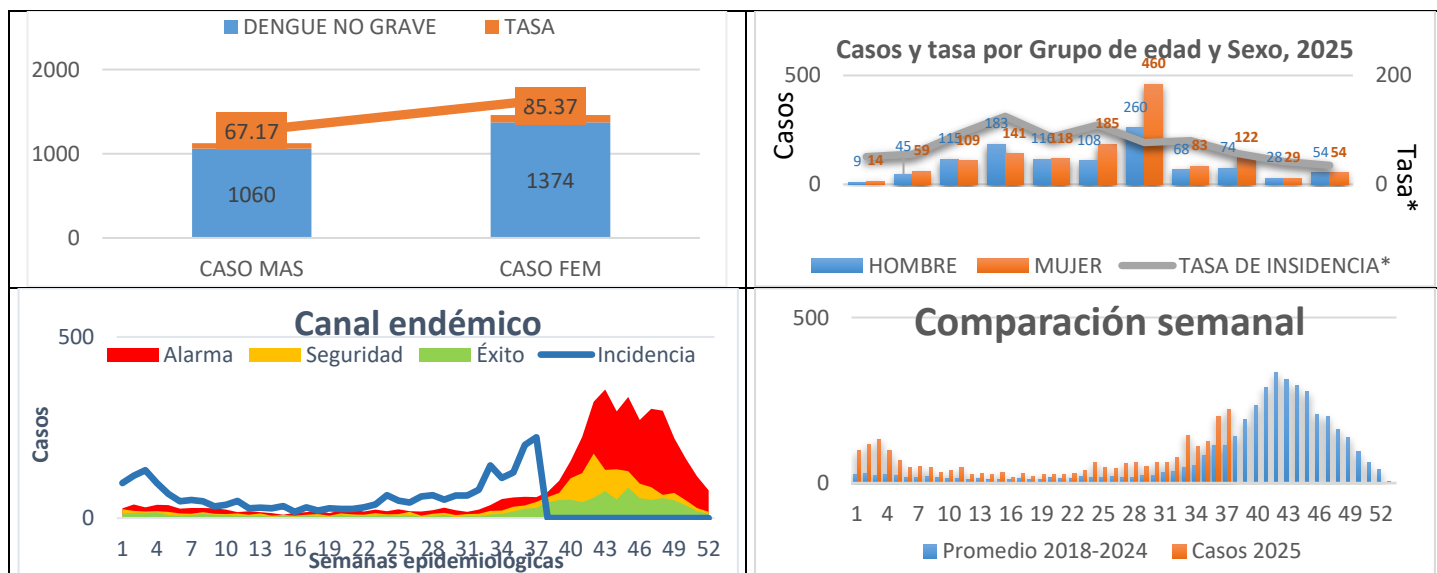 DENGUE NO GRAVE TASA
2000
1000
0
67.17
85.37
1060
1374
CASO MAS CASO FEM
Casos y tasa por Grupo de edad y Sexo, 2025
500
0
Casos
200
0
Tasa*
9 14 45 59 115 109 183 141 116 118 108 185 260 460 68 83 74 122 28 29 54 54
HOMBRE MUJER TASA DE INSIDENCIA*
Canal endémico
Alarma Seguridad Éxito Incidencia
500
0
Casos
1 4 7 10 13 16 19 22 25 28 31 34 37 40 43 46 49 52
Semanas epidemiológicas
Comparación semanal
500
0
1 4 7 10 13 16 19 22 25 28 31 34 37 40 43 46 49 52
Promedio 2018-2024 Casos 2025